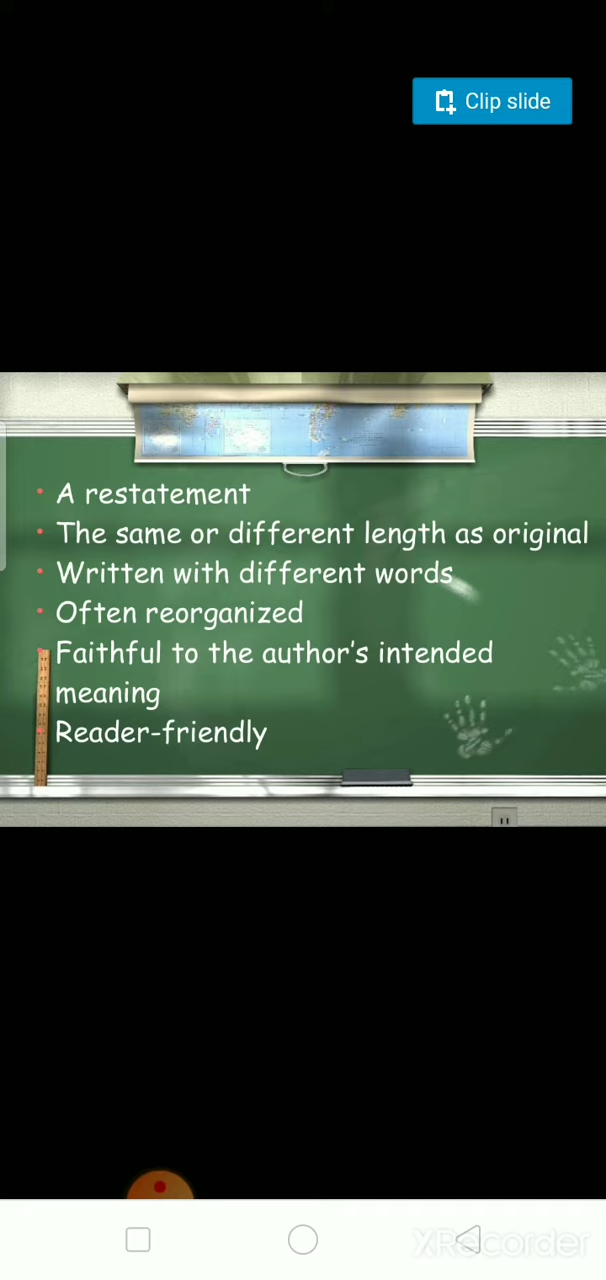 Clip slide
• A restatement
• The same or different length as original
• Written with different words
• Often reorganized
• Faithful to the author's intended
meaning
• Reader-friendly
XRecorder